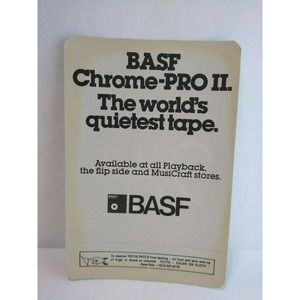 BASF
Chrome-PRO II.
The world's
quietest tape.
Available at all Playback,
the flip side and MusiCraft stores.
BASF